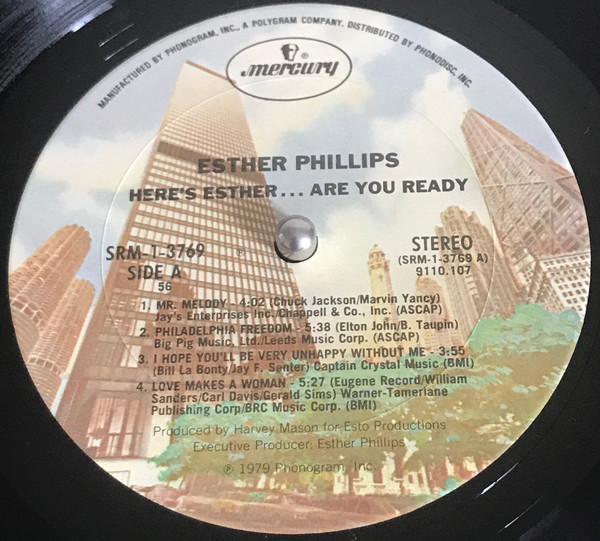 MANUFACTURED BY PHONOGRAM, INC., A POLYGRAM COMPANY. DISTRIBUTED BY PHONODISC, INC.
mercury ®
ESTHER PHILLIPS
HERE'S ESTHER... ARE YOU READY
SRM-1-3769
SIDE A
56
℗
STEREO
(SRM-1-3769 A)
9110.107
1. MR. MELODY - 4:02 (Chuck Jackson/Marvin Yancy)
Jay's Enterprises Inc./Chappell & Co., Inc. (ASCAP)
2. PHILADELPHIA FREEDOM - 5:38 (Elton John/B. Taupin)
Big Pig Music, Ltd./Leeds Music Corp. (ASCAP)
3. I HOPE YOU'LL BE VERY UNHAPPY WITHOUT ME - 3:55
(Bill La Bonty/Jay F. Senter) Captain Crystal Music (BMI)
4. LOVE MAKES A WOMAN - 5:27 (Eugene Record/William
Sanders/Carl Davis/Gerald Sims) Warner-Tamerlane
Publishing Corp/BRC Music Corp. (BMI)
Produced by Harvey Mason for Esto Productions
Executive Producer: Esther Phillips
℗ 1979 Phonogram, Inc.